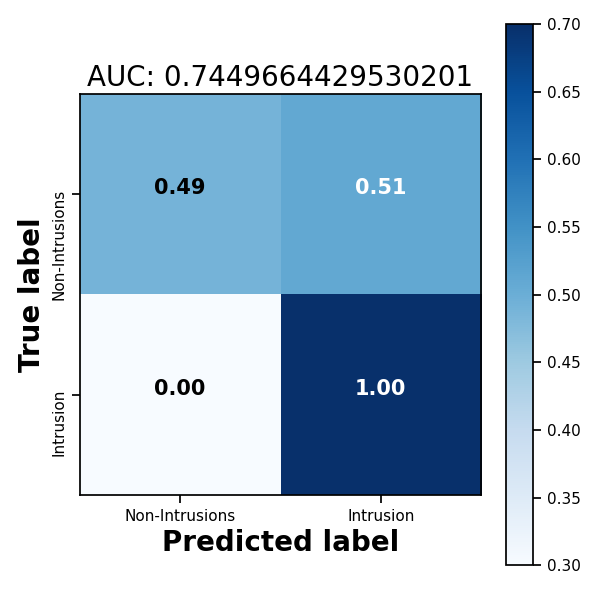 AUC: 0.7449664429530201
True label
Non-Intrusions
Intrusion
0.49 0.51
0.00 1.00
Non-Intrusions Intrusion
Predicted label
0.70
0.65
0.60
0.55
0.50
0.45
0.40
0.35
0.30